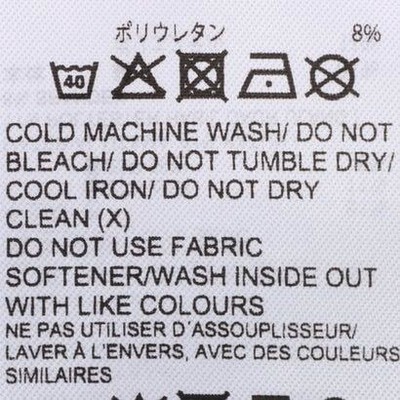 ポリウレタン 8%
40
COLD MACHINE WASH/ DO NOT
BLEACH/ DO NOT TUMBLE DRY/
COOL IRON/ DO NOT DRY
CLEAN (X)
DO NOT USE FABRIC
SOFTENER/WASH INSIDE OUT
WITH LIKE COLOURS
NE PAS UTILISER D´ASSOUPLISSEUR/
LAVER À L'ENVERS, AVEC DES COULEURS
SIMILAIRES